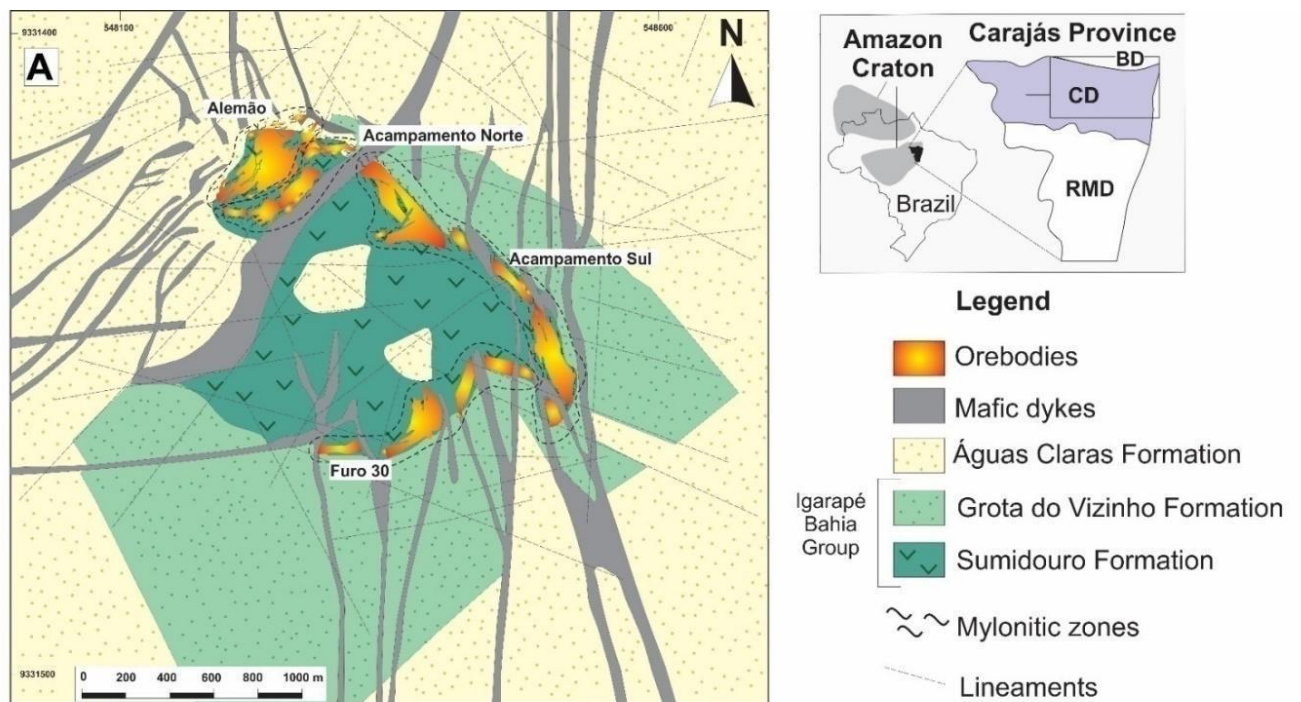 9331400
548100
548000
N
A
Alemão
Acampamento Norte
Acampamento Sul
Furo 30
9331500
0 200 400 600 800 1000 m
Amazon
Craton
Brazil
Carajás Province
BD
CD
RMD
Legend
Orebodies
Mafic dykes
Águas Claras Formation
Igarapé
Bahia
Group
Grota do Vizinho Formation
Sumidouro Formation
Mylonitic zones
Lineaments